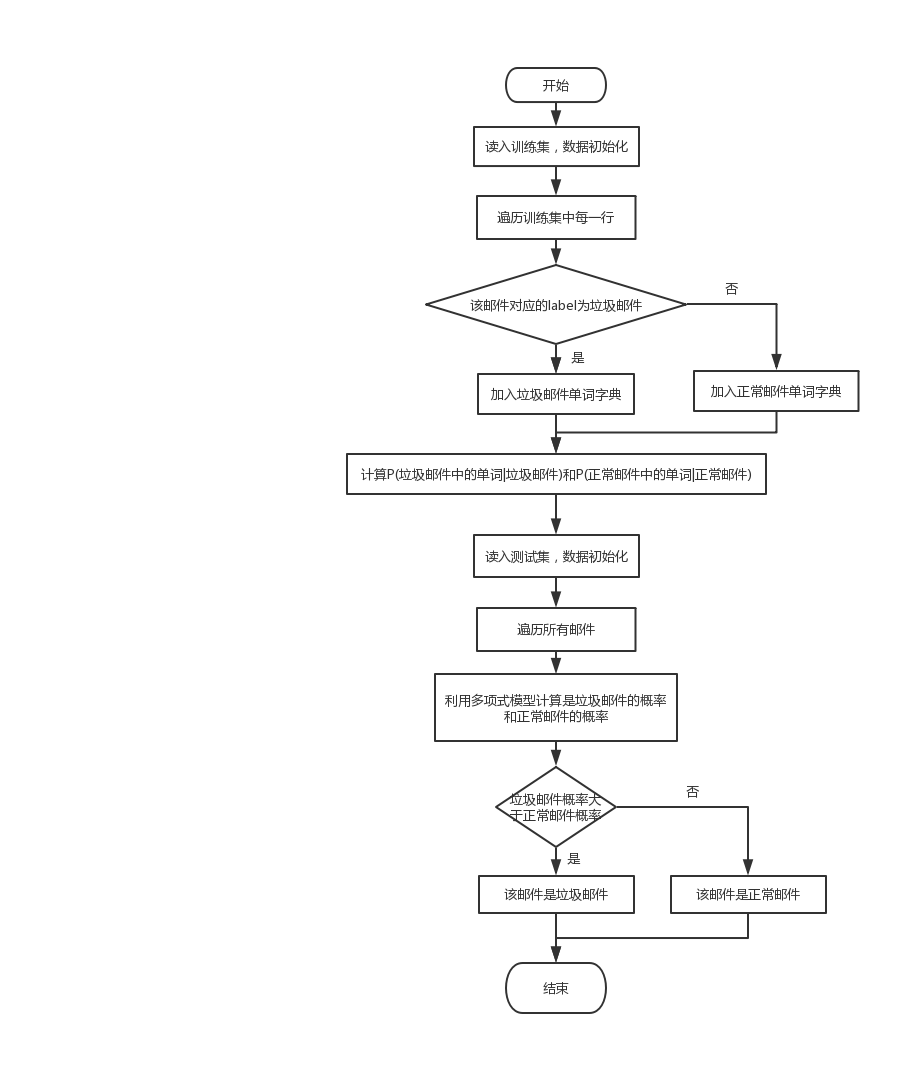 开始
读入训练集，数据初始化
遍历训练集中每一行
该邮件对应的label为垃圾邮件
否
是
加入垃圾邮件单词字典
加入正常邮件单词字典
计算P(垃圾邮件中的单词|垃圾邮件)和P(正常邮件中的单词|正常邮件)
读入测试集，数据初始化
遍历所有邮件
利用多项式模型计算是垃圾邮件的概率
和正常邮件的概率
垃圾邮件概率大
于正常邮件概率
否
是
该邮件是垃圾邮件
该邮件是正常邮件
结束